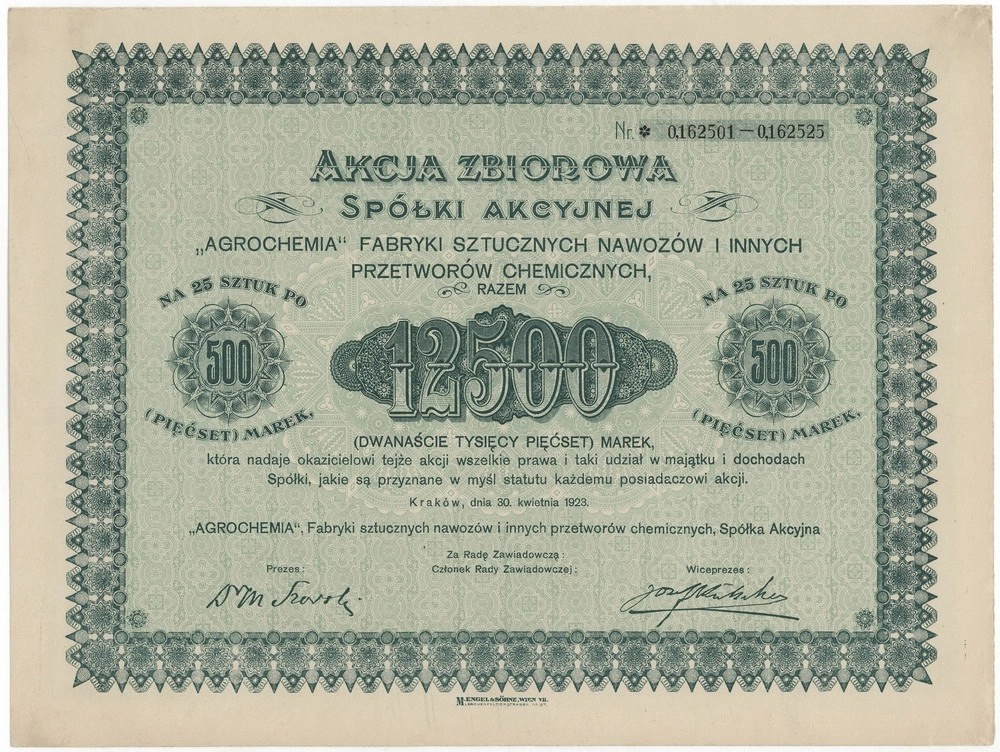 Nr. * 0,162501 — 0,162525
AKCJA ZBIOROWA
SPÓŁKI AKCYJNEJ
„AGROCHEMIA“ FABRYKI SZTUCZNYCH NAWOZÓW I INNYCH
PRZETWORÓW CHEMICZNYCH,
RAZEM
NA 25 SZTUK PO
500
(PIĘĆSET) MAREK,
12500
NA 25 SZTUK PO
500
(PIĘĆSET) MAREK,
(DWANAŚCIE TYSIĘCY PIĘĆSET) MAREK,
która nadaje okazicielowi tejże akcji wszelkie prawa i taki udział w majątku i dochodach
Spółki, jakie są przyznane w myśl statutu każdemu posiadaczowi akcji.
Kraków, dnia 30. kwietnia 1923.
„AGROCHEMIA“, Fabryki sztucznych nawozów i innych przetworów chemicznych, Spółka Akcyjna
Za Radę Zawiadowczą:
Prezes: Członek Rady Zawiadowczej: Wiceprezes:
M. ENGEL & SÖHNE, WIEN VII.